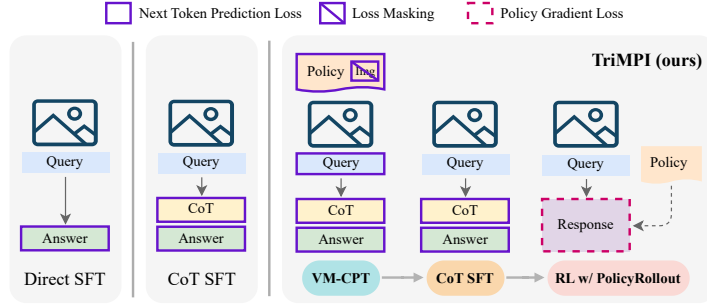 Next Token Prediction Loss
Loss Masking
Policy Gradient Loss
TriMPI (ours)
Policy
Img
Query
Query
Query
Query
Query
Policy
CoT
CoT
CoT
Response
Answer
Answer
Answer
Answer
Direct SFT
CoT SFT
VM-CPT
CoT SFT
RL w/ PolicyRollout